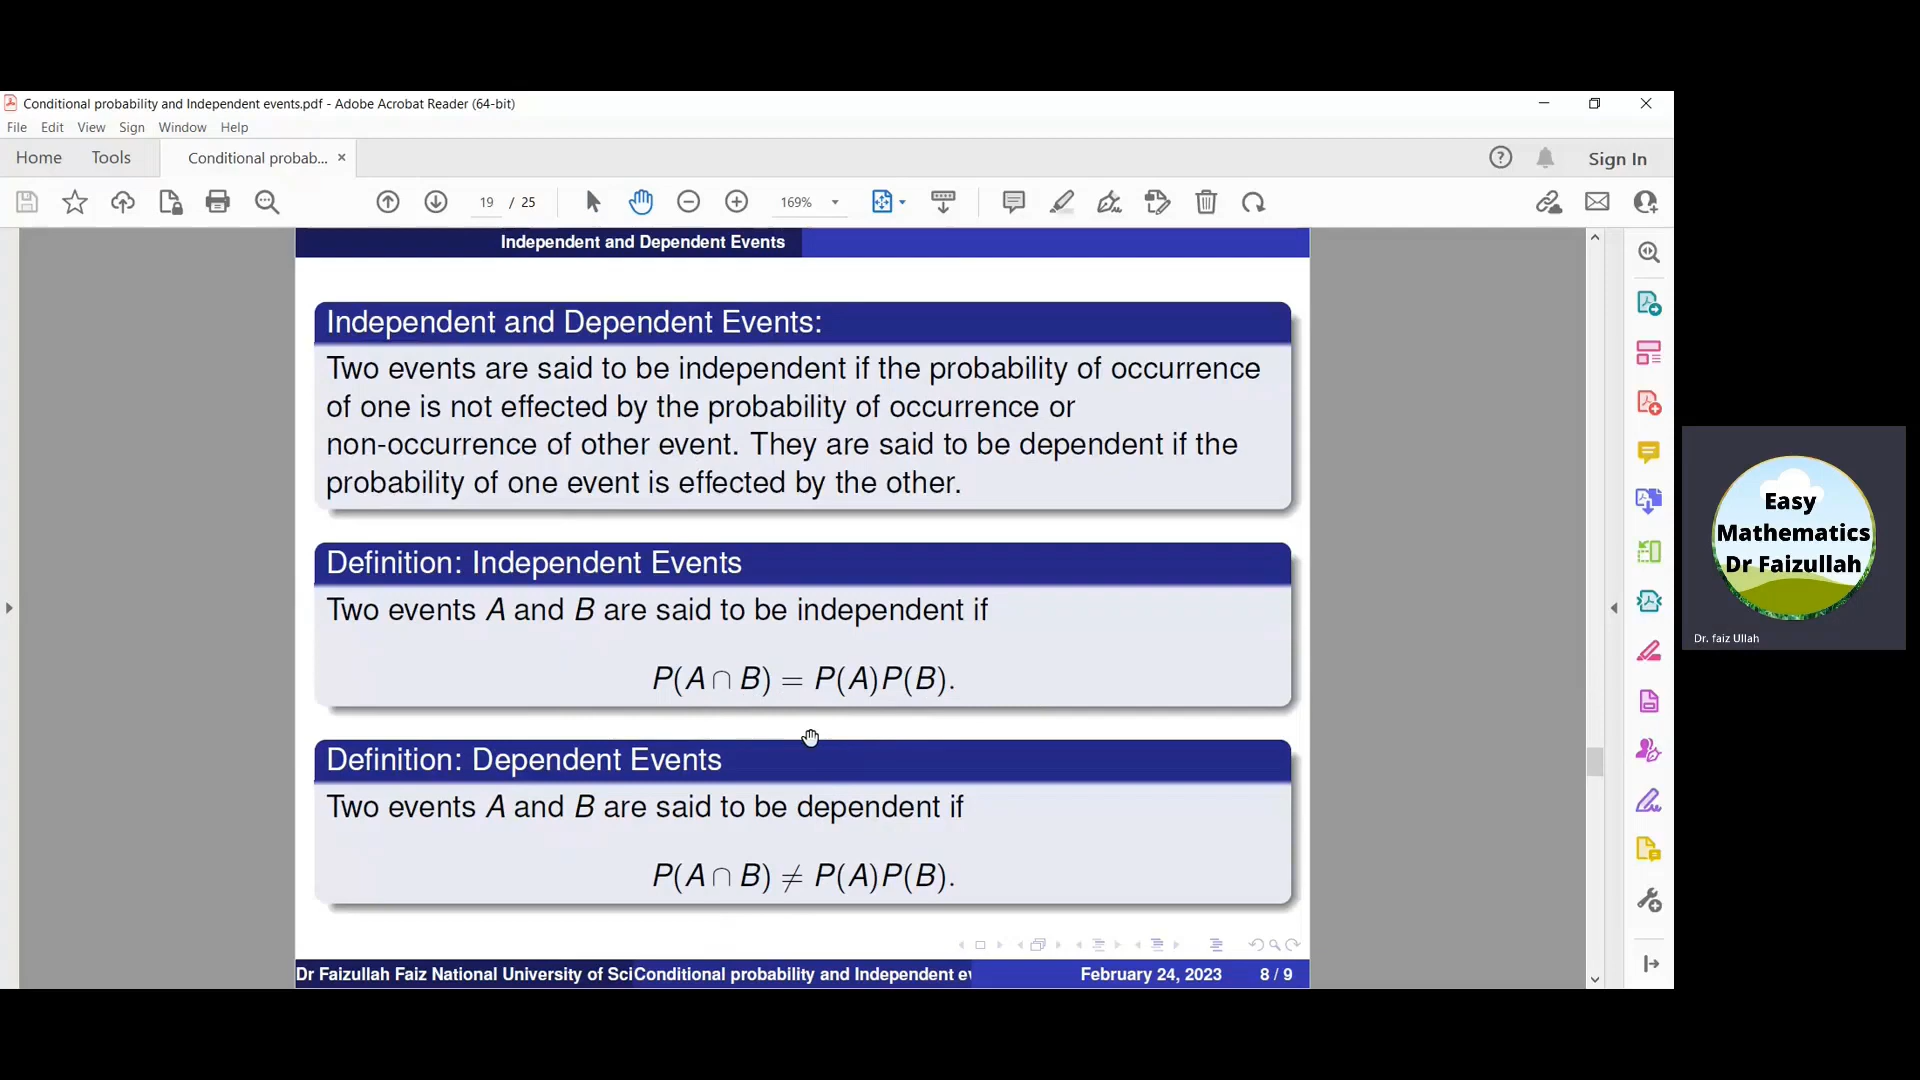 Conditional probability and Independent events.pdf - Adobe Acrobat Reader (64-bit)
File Edit View Sign Window Help
Home Tools Conditional probab... × Sign In
19 / 25 169%
Independent and Dependent Events
Independent and Dependent Events:
Two events are said to be independent if the probability of occurrence
of one is not effected by the probability of occurrence or
non-occurrence of other event. They are said to be dependent if the
probability of one event is effected by the other.
Definition: Independent Events
Two events A and B are said to be independent if
P(A ∩ B) = P(A)P(B).
Definition: Dependent Events
Two events A and B are said to be dependent if
P(A ∩ B) ≠ P(A)P(B).
Dr Faizullah Faiz National University of Sci Conditional probability and Independent ev February 24, 2023 8 / 9
Easy
Mathematics
Dr Faizullah
Dr. faiz Ullah